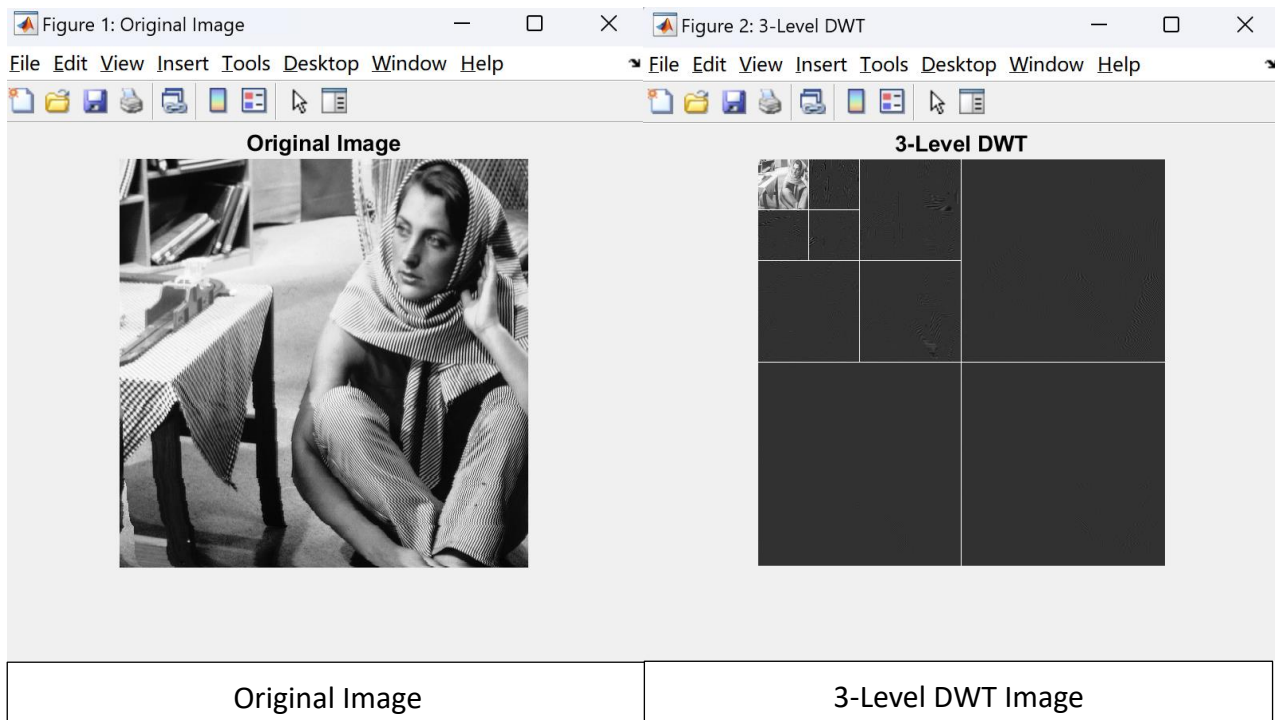 Figure 1: Original Image
File Edit View Insert Tools Desktop Window Help
Original Image
Original Image
Figure 2: 3-Level DWT
File Edit View Insert Tools Desktop Window Help
3-Level DWT
3-Level DWT Image